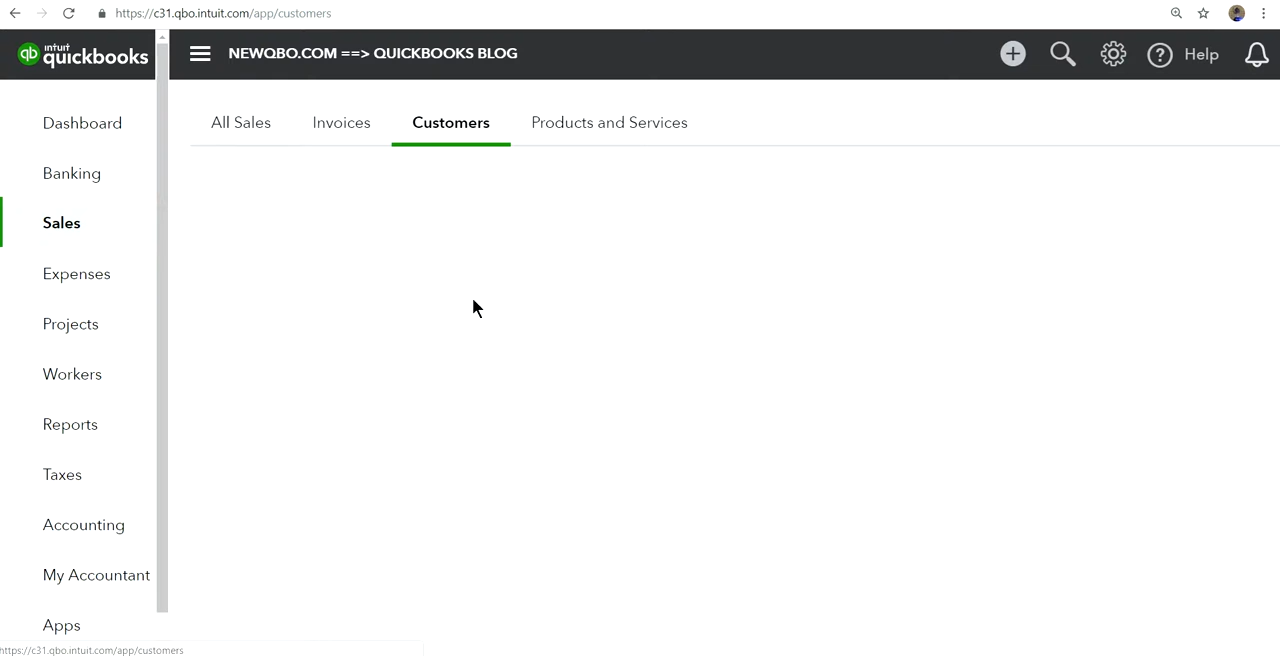 https://c31.qbo.intuit.com/app/customers
qb intuit quickbooks
NEWQBO.COM ==> QUICKBOOKS BLOG
Help
Dashboard
Banking
Sales
Expenses
Projects
Workers
Reports
Taxes
Accounting
My Accountant
Apps
All Sales
Invoices
Customers
Products and Services
https://c31.qbo.intuit.com/app/customers